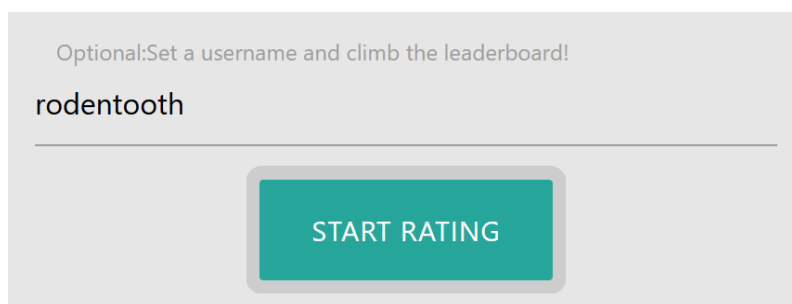 Optional:Set a username and climb the leaderboard!
rodentooth
START RATING